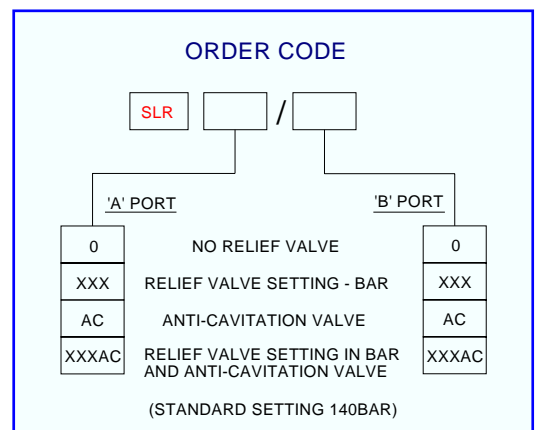 ORDER CODE
SLR /
'A' PORT 'B' PORT
0 NO RELIEF VALVE 0
XXX RELIEF VALVE SETTING - BAR XXX
AC ANTI-CAVITATION VALVE AC
XXXAC RELIEF VALVE SETTING IN BAR XXXAC
AND ANTI-CAVITATION VALVE
(STANDARD SETTING 140BAR)